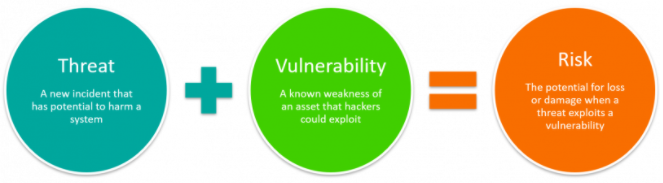 Threat
A new incident that
has potential to harm a
system
Vulnerability
A known weakness of
an asset that hackers
could exploit
Risk
The potential for loss
or damage when a
threat exploits a
vulnerability